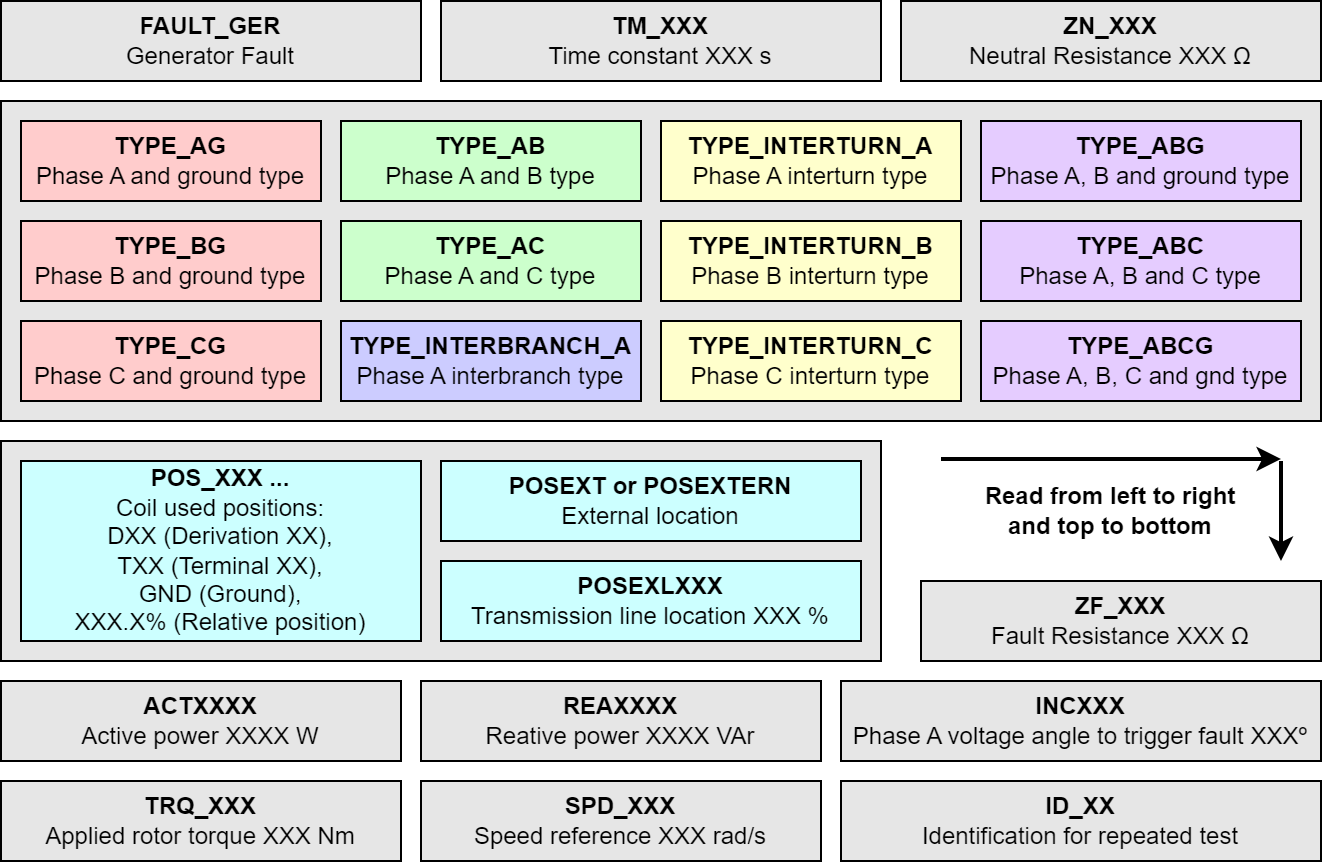 FAULT_GER
Generator Fault
TM_XXX
Time constant XXX s
ZN_XXX
Neutral Resistance XXX Ω
TYPE_AG
Phase A and ground type
TYPE_AB
Phase A and B type
TYPE_INTERTURN_A
Phase A interturn type
TYPE_ABG
Phase A, B and ground type
TYPE_BG
Phase B and ground type
TYPE_AC
Phase A and C type
TYPE_INTERTURN_B
Phase B interturn type
TYPE_ABC
Phase A, B and C type
TYPE_CG
Phase C and ground type
TYPE_INTERBRANCH_A
Phase A interbranch type
TYPE_INTERTURN_C
Phase C interturn type
TYPE_ABCG
Phase A, B, C and gnd type
POS_XXX ...
Coil used positions:
DXX (Derivation XX),
TXX (Terminal XX),
GND (Ground),
XXX.X% (Relative position)
POSEXT or POSEXTERN
External location
POSEXLXXX
Transmission line location XXX %
Read from left to right
and top to bottom
ZF_XXX
Fault Resistance XXX Ω
ACTXXXX
Active power XXXX W
REAXXXX
Reative power XXXX VAr
INCXXX
Phase A voltage angle to trigger fault XXXº
TRQ_XXX
Applied rotor torque XXX Nm
SPD_XXX
Speed reference XXX rad/s
ID_XX
Identification for repeated test